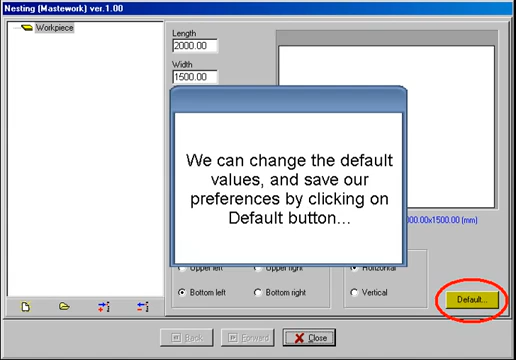 Nesting (Mastework) ver.1.00
Workpiece
Length
2000.00
Width
1500.00
We can change the default
values, and save our
preferences by clicking on
Default button...
00.00x1500.00 (mm)
Upper left
Upper right
Horizontal
Bottom left
Bottom right
Vertical
Default...
Back
Forward
Close